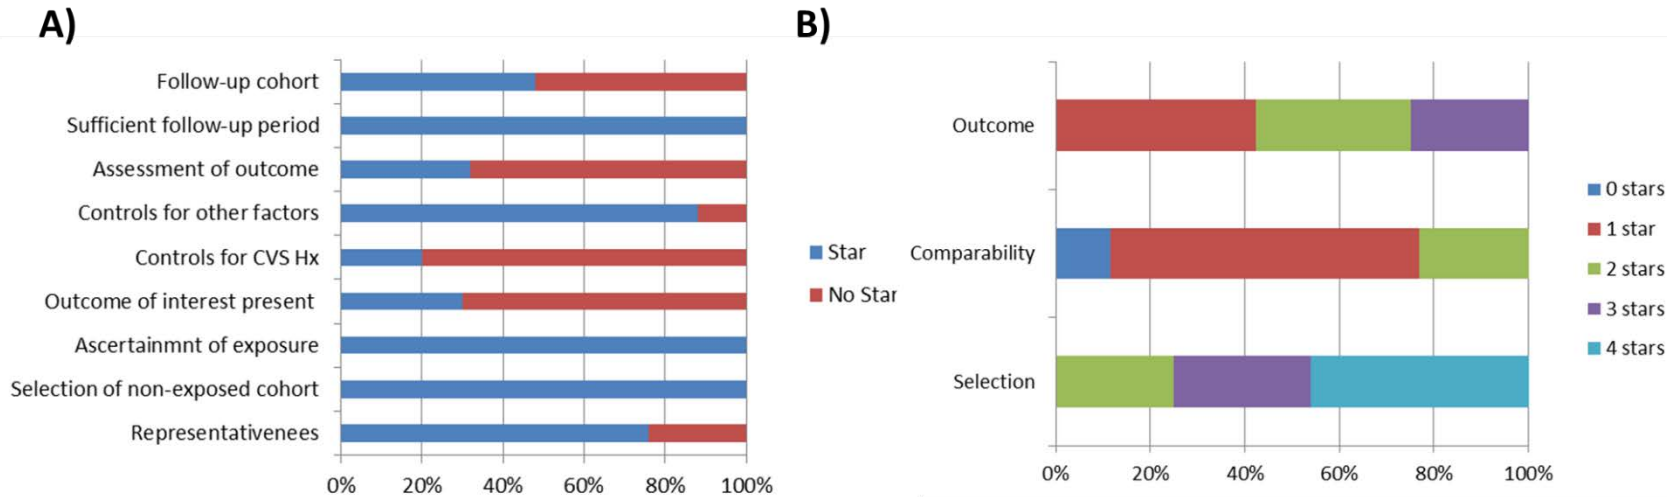 A)
Follow-up cohort
Sufficient follow-up period
Assessment of outcome
Controls for other factors
Controls for CVS Hx
Outcome of interest present
Ascertainmnt of exposure
Selection of non-exposed cohort
Representativenees
0% 20% 40% 60% 80% 100%
Star
No Star
B)
Outcome
Comparability
Selection
0% 20% 40% 60% 80% 100%
0 stars
1 star
2 stars
3 stars
4 stars